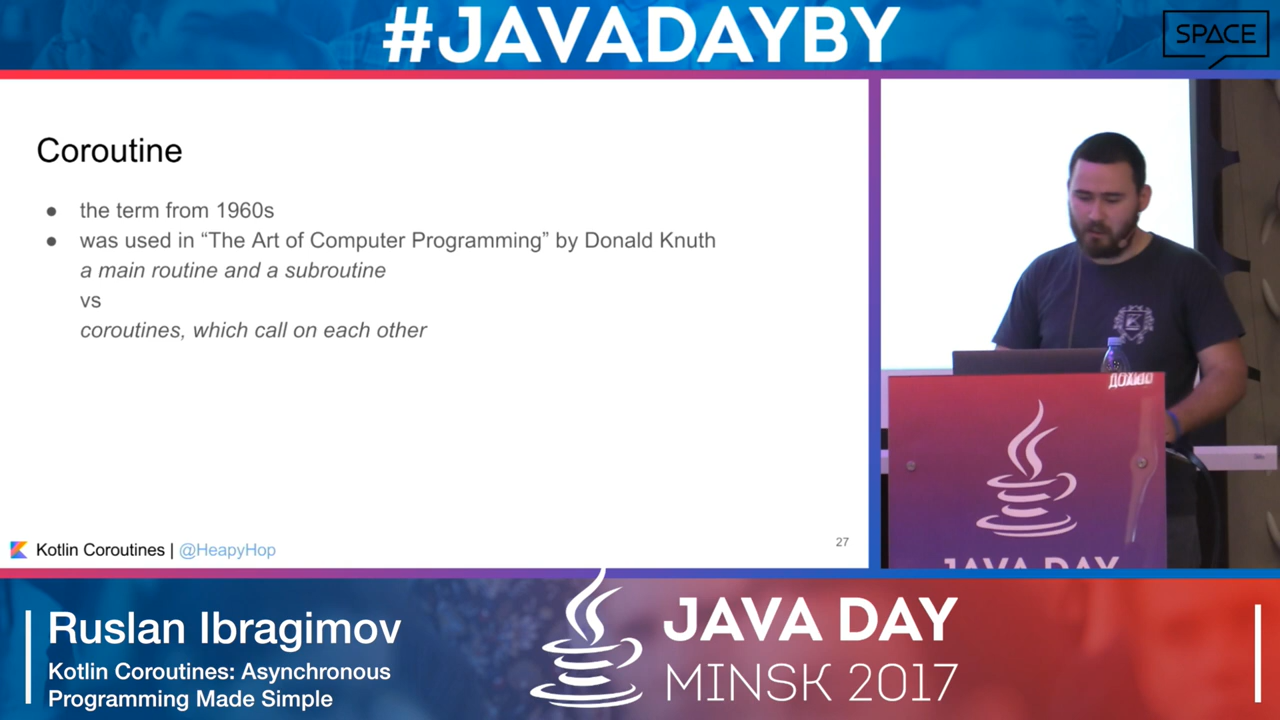 #JAVADAYBY
SPACE
Coroutine
● the term from 1960s
● was used in “The Art of Computer Programming” by Donald Knuth
a main routine and a subroutine
vs
coroutines, which call on each other
Kotlin Coroutines | @HeapyHop
27
JAVA DAY
Ruslan Ibragimov
Kotlin Coroutines: Asynchronous
Programming Made Simple
JAVA DAY
MINSK 2017